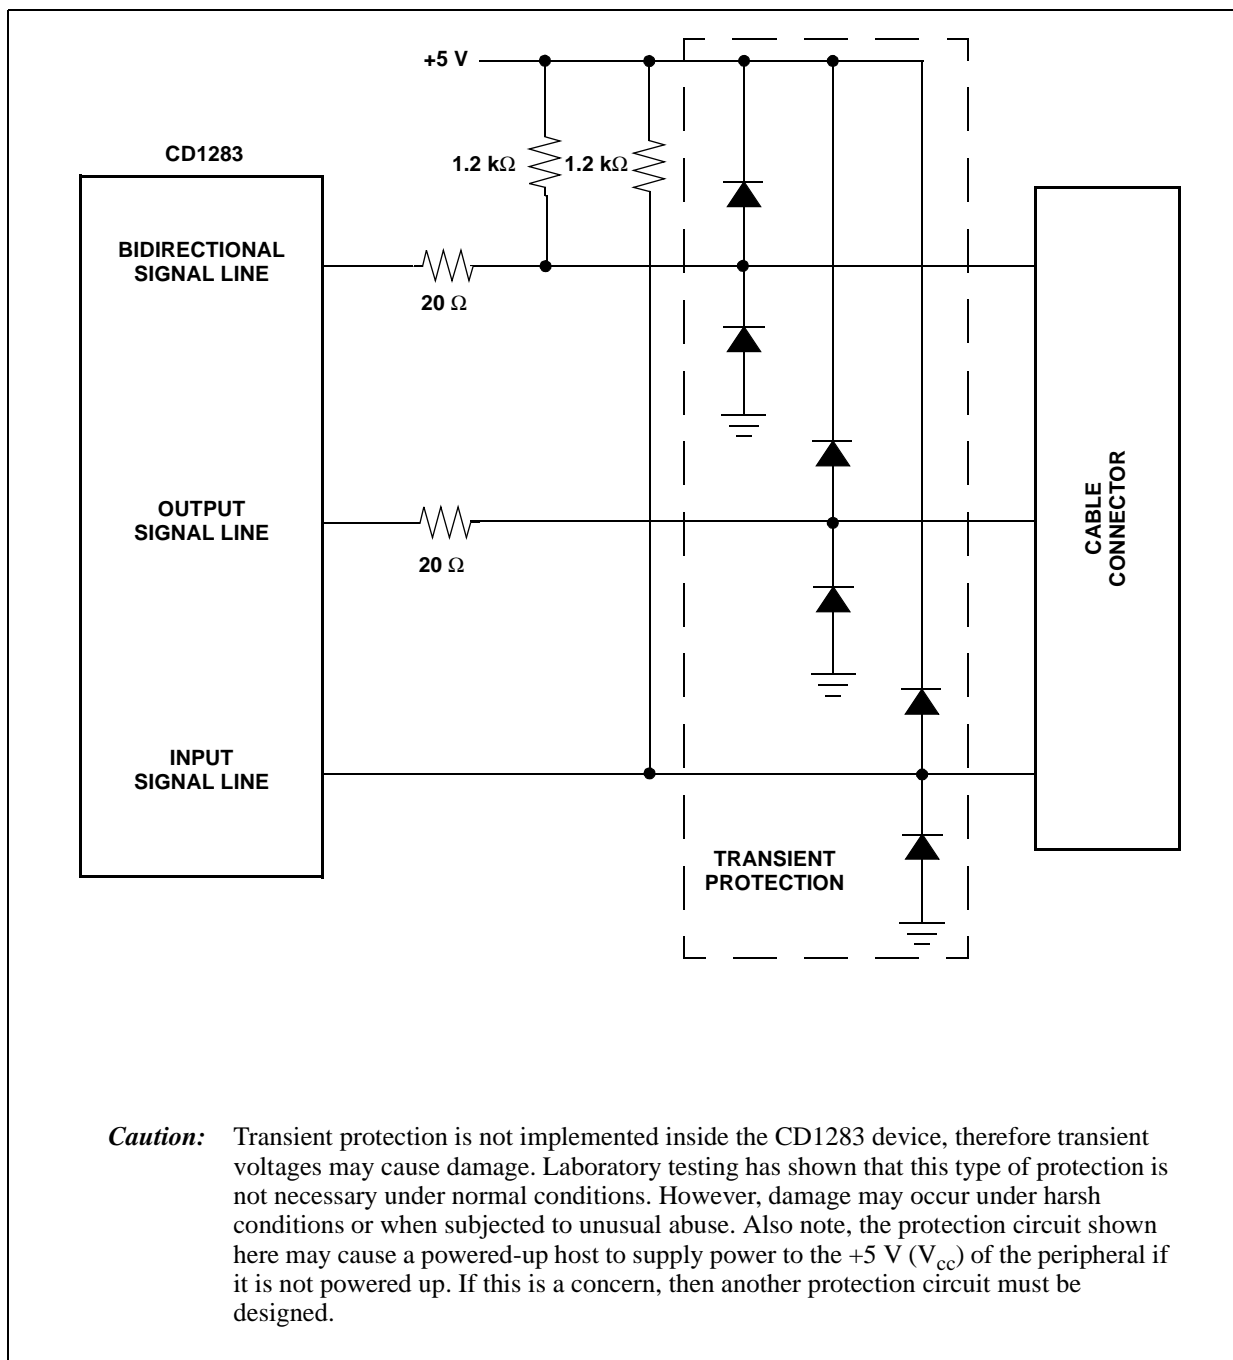 +5 V
CD1283
1.2 kΩ 1.2 kΩ
BIDIRECTIONAL
SIGNAL LINE
20 Ω
OUTPUT
SIGNAL LINE
20 Ω
CABLE
CONNECTOR
INPUT
SIGNAL LINE
TRANSIENT
PROTECTION
Caution: Transient protection is not implemented inside the CD1283 device, therefore transient
voltages may cause damage. Laboratory testing has shown that this type of protection is
not necessary under normal conditions. However, damage may occur under harsh
conditions or when subjected to unusual abuse. Also note, the protection circuit shown
here may cause a powered-up host to supply power to the +5 V (Vcc) of the peripheral if
it is not powered up. If this is a concern, then another protection circuit must be
designed.